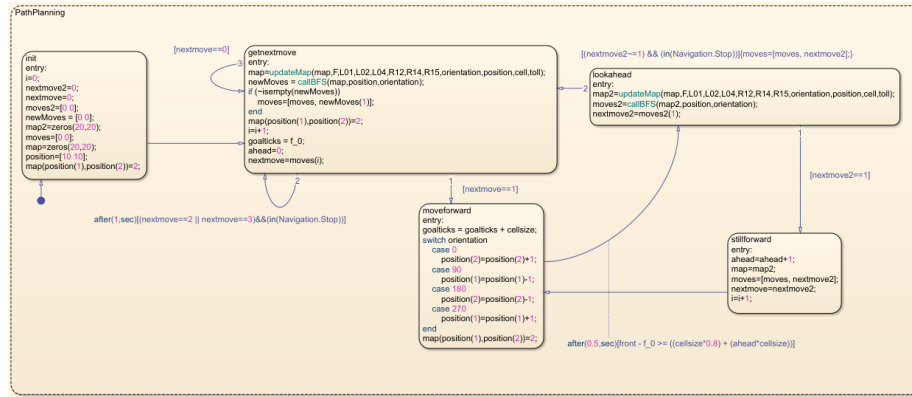 PathPlanning
init
entry:
i=0;
nextmove2=0;
nextmove=0;
moves2=[0 0];
newMoves = [0 0];
map2=zeros(20,20);
moves=[0 0];
map=zeros(20,20);
position=[10 10];
map(position(1),position(2))=2;
[nextmove==0]
3
getnextmove
entry:
map=updateMap(map,F,L01,L02,L04,R12,R14,R15,orientation,position,cell,toll);
newMoves = callBFS(map,position,orientation);
if (~isempty(newMoves))
moves=[moves, newMoves(1)];
end
map(position(1),position(2))=2;
i=i+1;
goalticks = f_0;
ahead=0;
nextmove=moves(i);
2
after(1,sec)[(nextmove==2 || nextmove==3)&&(in(Navigation.Stop))]
1
[nextmove==1]
[(nextmove2~=1) && (in(Navigation.Stop))]{moves=[moves, nextmove2];}
2
lookahead
entry:
map2=updateMap(map,F,L01,L02,L04,R12,R14,R15,orientation,position,cell,toll);
moves2=callBFS(map2,position,orientation);
nextmove2=moves2(1);
1
[nextmove2==1]
moveforward
entry:
goalticks = goalticks + cellsize;
switch orientation
case 0
position(2)=position(2)+1;
case 90
position(1)=position(1)-1;
case 180
position(2)=position(2)-1;
case 270
position(1)=position(1)+1;
end
map(position(1),position(2))=2;
stillforward
entry:
ahead=ahead+1;
map=map2;
moves=[moves, nextmove2];
nextmove=nextmove2;
i=i+1;
after(0.5,sec)[front - f_0 >= ((cellsize*0.8) + (ahead*cellsize))]